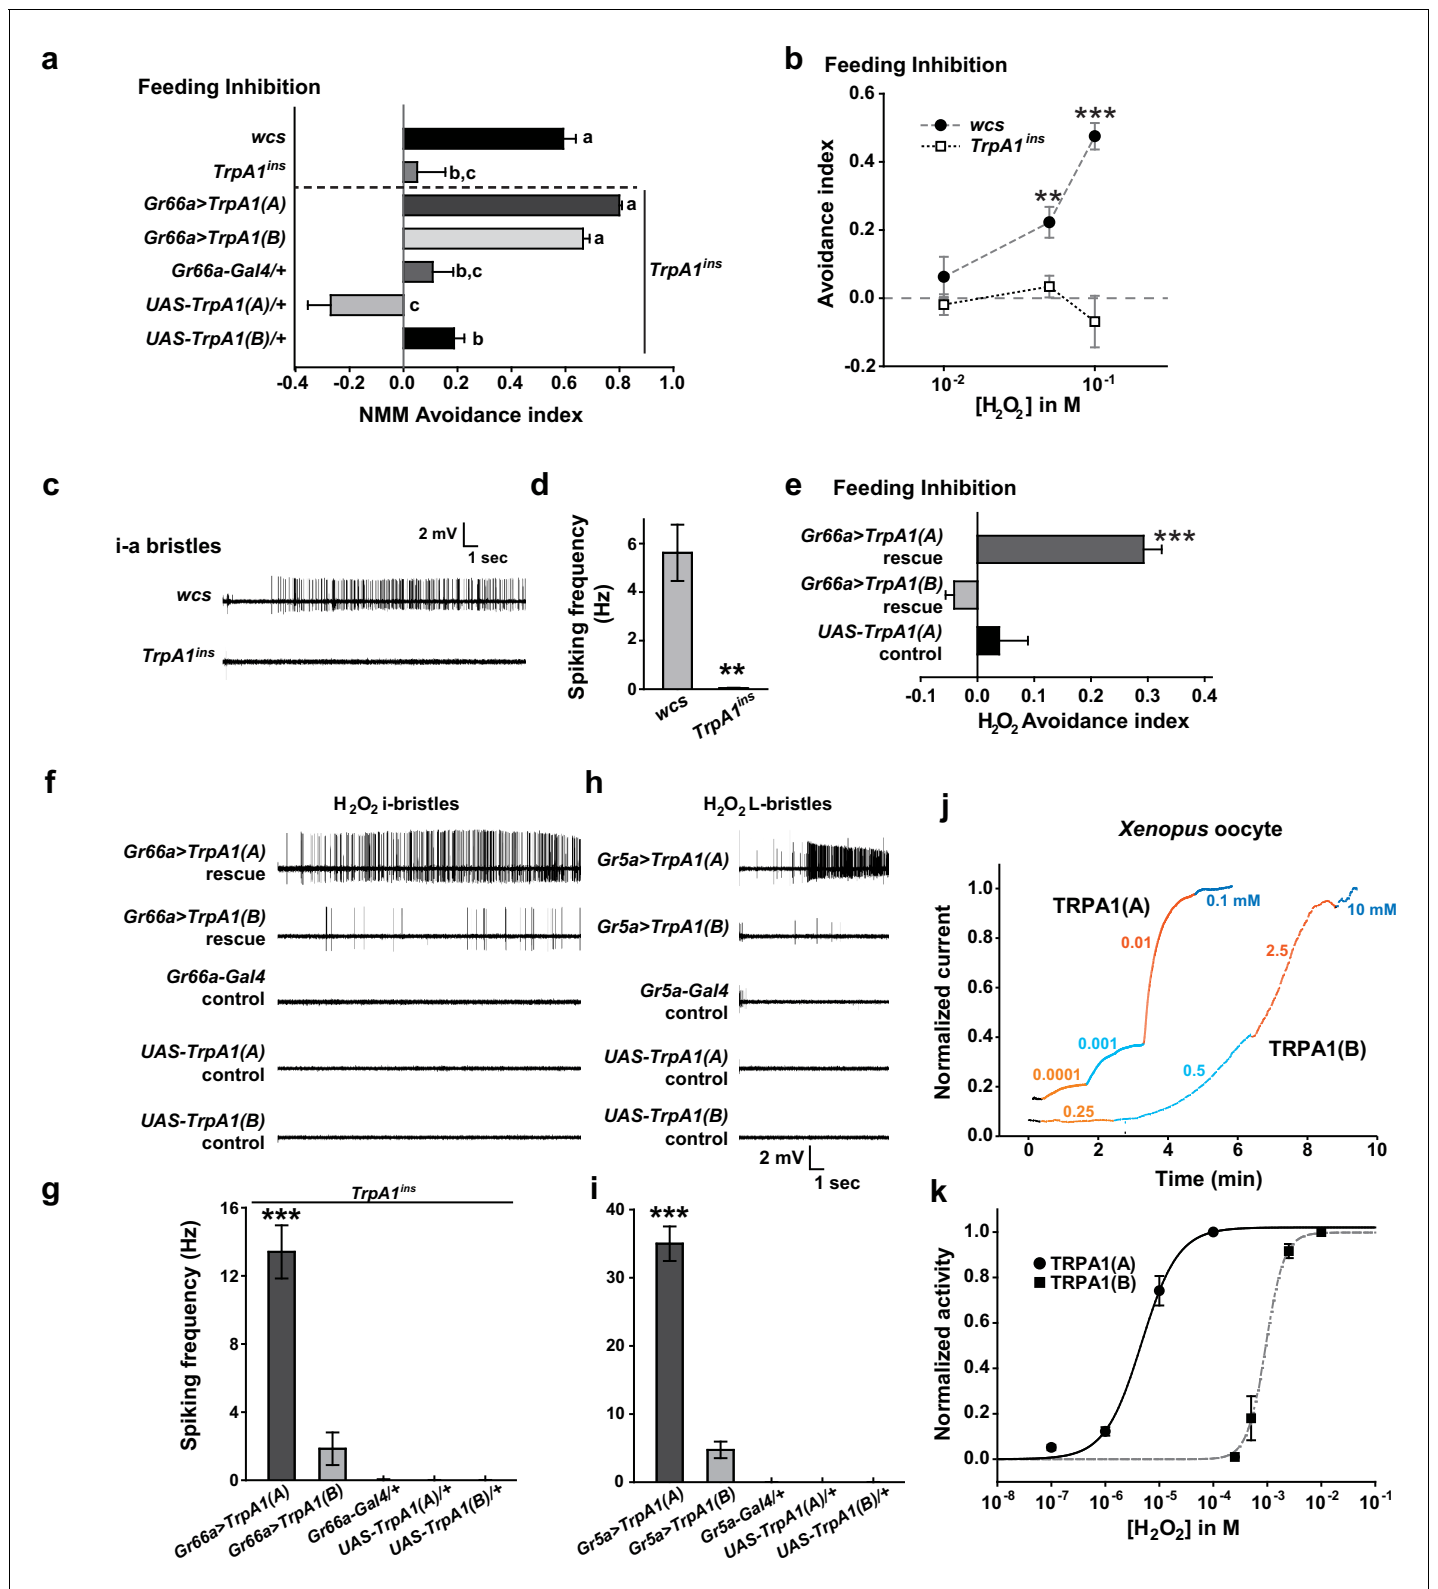 a
Feeding Inhibition
wcs
a
TrpA1ins
b,c
Gr66a>TrpA1(A)
a
Gr66a>TrpA1(B)
a
Gr66a-Gal4/+
b,c
TrpA1ins
UAS-TrpA1(A)/+
c
UAS-TrpA1(B)/+
b
-0.4 -0.2 0.0 0.2 0.4 0.6 0.8 1.0
NMM Avoidance index
b
Feeding Inhibition
0.6
0.4
0.2
0.0
-0.2
Avoidance index
wcs
TrpA1ins
***
**
10-2 10-1
[H2O2] in M
c
i-a bristles
2 mV
1 sec
wcs
TrpA1ins
d
Spiking frequency
(Hz)
6
4
2
0
**
wcs
TrpA1ins
e
Feeding Inhibition
Gr66a>TrpA1(A)
rescue
***
Gr66a>TrpA1(B)
rescue
UAS-TrpA1(A)
control
-0.1 0.0 0.1 0.2 0.3 0.4
H2O2 Avoidance index
f
H2O2 i-bristles
Gr66a>TrpA1(A)
rescue
Gr66a>TrpA1(B)
rescue
Gr66a-Gal4
control
UAS-TrpA1(A)
control
UAS-TrpA1(B)
control
h
H2O2 L-bristles
Gr5a>TrpA1(A)
Gr5a>TrpA1(B)
Gr5a-Gal4
control
UAS-TrpA1(A)
control
UAS-TrpA1(B)
control
2 mV
1 sec
j
Xenopus oocyte
Normalized current
1.0
0.8
0.6
0.4
0.2
0.0
TRPA1(A)
0.1 mM
10 mM
0.01
2.5
0.001
TRPA1(B)
0.5
0.0001
0.25
0 2 4 6 8 10
Time (min)
g
TrpA1ins
Spiking frequency (Hz)
16
12
8
4
0
***
Gr66a>TrpA1(A)
Gr66a>TrpA1(B)
Gr66a-Gal4/+
UAS-TrpA1(A)/+
UAS-TrpA1(B)/+
i
40
30
20
10
0
***
Gr5a>TrpA1(A)
Gr5a>TrpA1(B)
Gr5a-Gal4/+
UAS-TrpA1(A)/+
UAS-TrpA1(B)/+
k
Normalized activity
1.0
0.8
0.6
0.4
0.2
0.0
TRPA1(A)
TRPA1(B)
10-8 10-7 10-6 10-5 10-4 10-3 10-2 10-1
[H2O2] in M